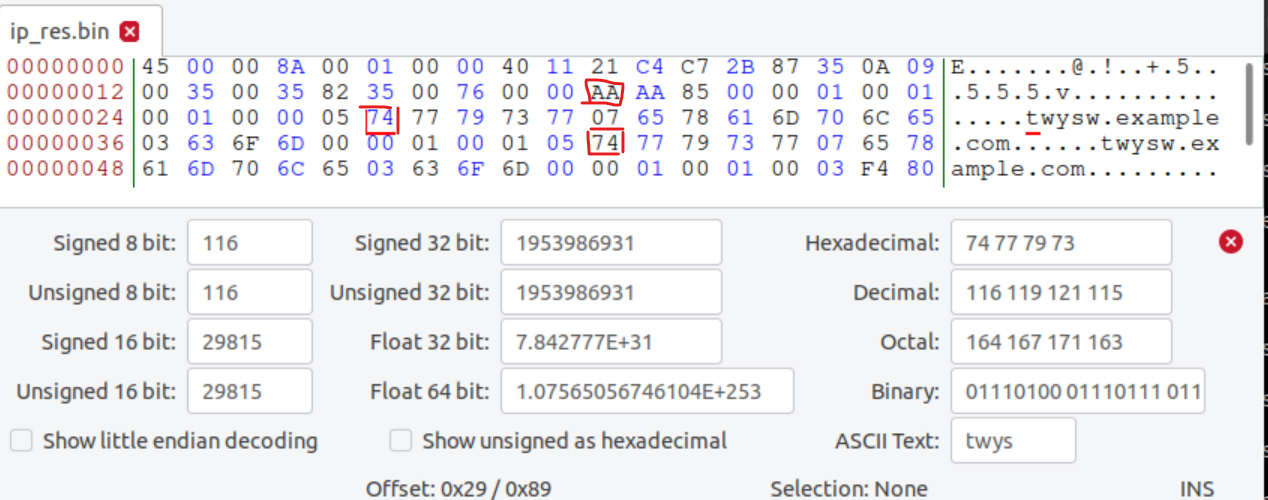 ip_res.bin
00000000 45 00 00 8A 00 01 00 00 40 11 21 C4 C7 2B 87 35 0A 09 E.......@.!..+.5..
00000012 00 35 00 35 82 35 00 76 00 00 AA AA 85 00 00 01 00 01 .5.5.5.v..........
00000024 00 01 00 00 05 74 77 79 73 77 07 65 78 61 6D 70 6C 65 .....twysw.example
00000036 03 63 6F 6D 00 00 01 00 01 05 74 77 79 73 77 07 65 78 .com......twysw.ex
00000048 61 6D 70 6C 65 03 63 6F 6D 00 00 01 00 01 00 03 F4 80 ample.com.........
Signed 8 bit: 116 Signed 32 bit: 1953986931 Hexadecimal: 74 77 79 73
Unsigned 8 bit: 116 Unsigned 32 bit: 1953986931 Decimal: 116 119 121 115
Signed 16 bit: 29815 Float 32 bit: 7.842777E+31 Octal: 164 167 171 163
Unsigned 16 bit: 29815 Float 64 bit: 1.07565056746104E+253 Binary: 01110100 01110111 011
Show little endian decoding Show unsigned as hexadecimal ASCII Text: twys
Offset: 0x29 / 0x89 Selection: None INS